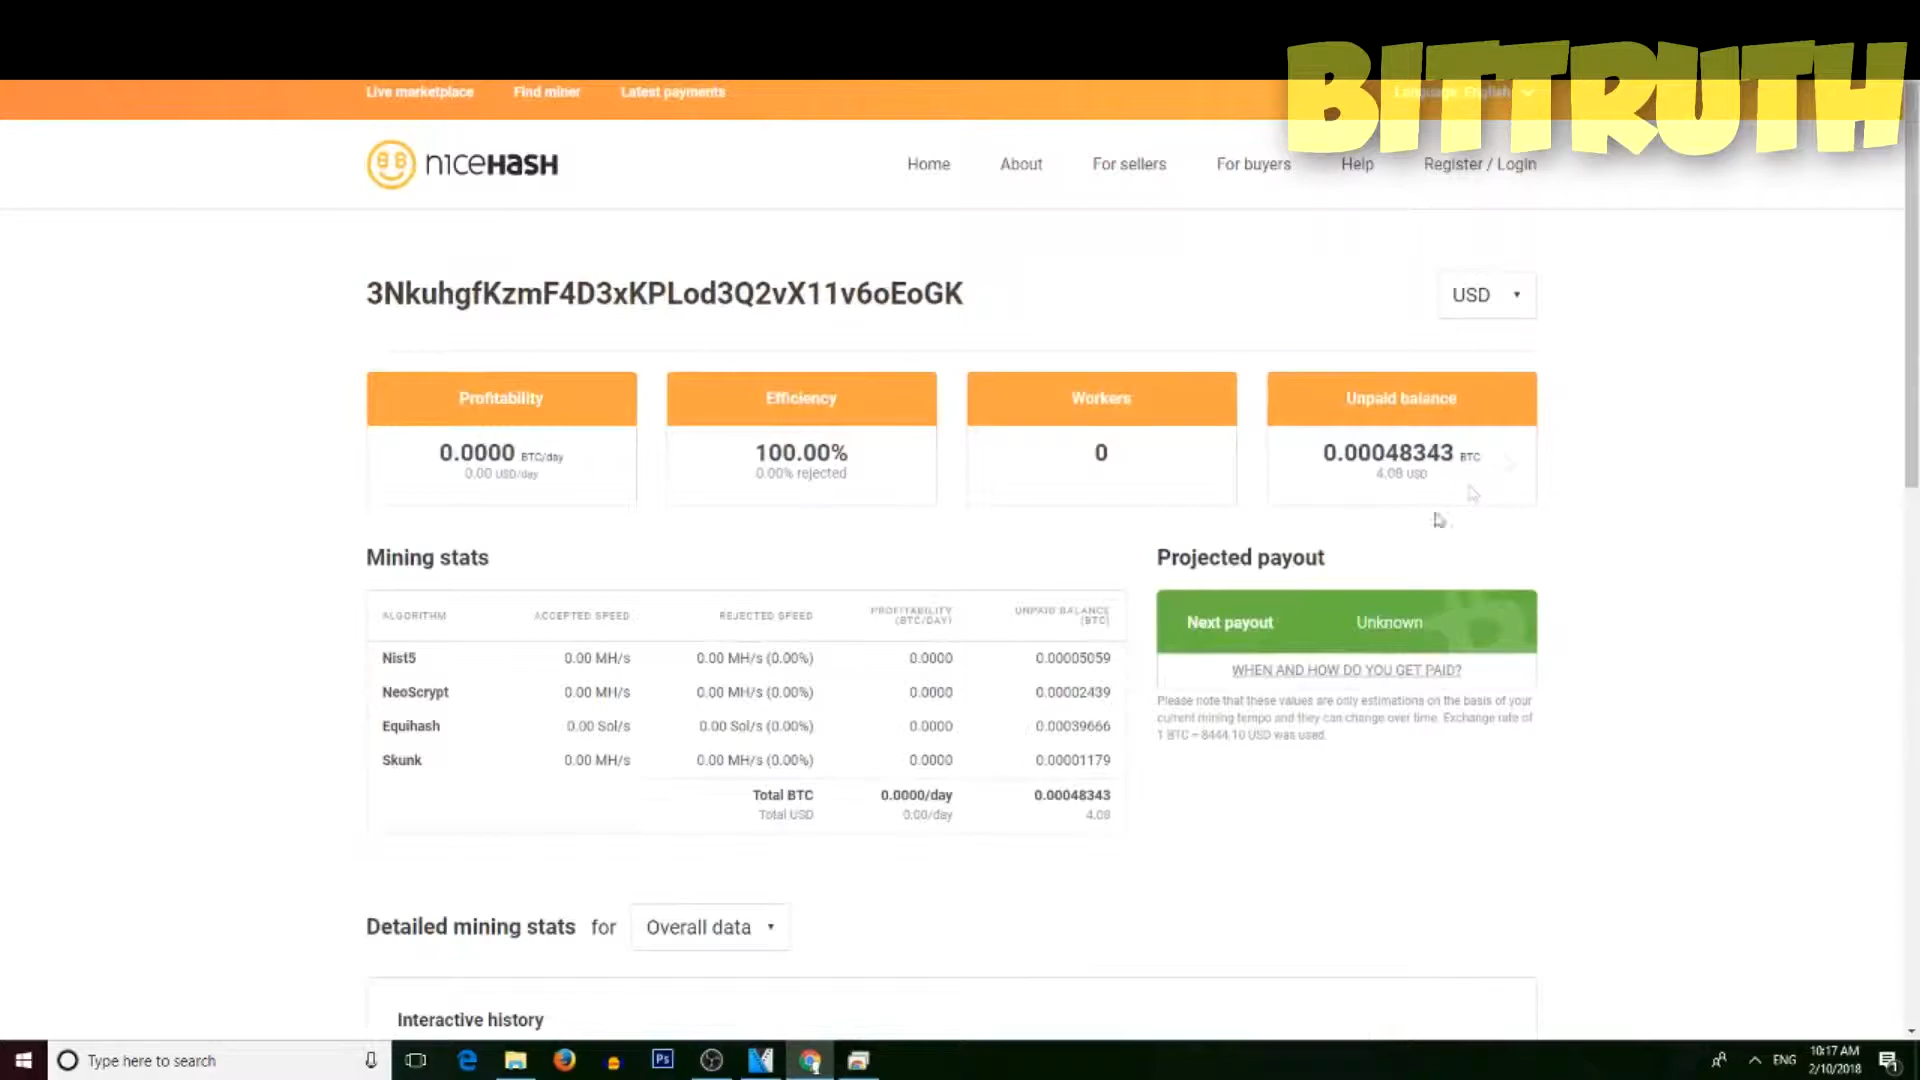 BITTRUTH
Live marketplace Find miner Latest payments Language: English
niceHasH Home About For sellers For buyers Help Register / Login
3NkuhgfKzmF4D3xKPLod3Q2vX11v6oEoGK USD
Profitability Efficiency Workers Unpaid balance
0.0000 BTC/day 100.00% 0 0.00048343 BTC
0.00 USD/day 0.00% rejected 4.08 USD
Mining stats Projected payout
ALGORITHM ACCEPTED SPEED REJECTED SPEED PROFITABILITY (BTC/DAY) UNPAID BALANCE (BTC)
Next payout Unknown
Nist5 0.00 MH/s 0.00 MH/s (0.00%) 0.0000 0.00005059
NeoScrypt 0.00 MH/s 0.00 MH/s (0.00%) 0.0000 0.00002439
Equihash 0.00 Sol/s 0.00 Sol/s (0.00%) 0.0000 0.00039666
Skunk 0.00 MH/s 0.00 MH/s (0.00%) 0.0000 0.00001179
Total BTC 0.0000/day 0.00048343
Total USD 0.00/day 4.08
WHEN AND HOW DO YOU GET PAID?
Please note that these values are only estimations on the basis of your
current mining tempo and they can change over time. Exchange rate of
1 BTC = 8444.10 USD was used.
Detailed mining stats for Overall data
Interactive history
Type here to search Ps ENG 10:17 AM
2/10/2018 1